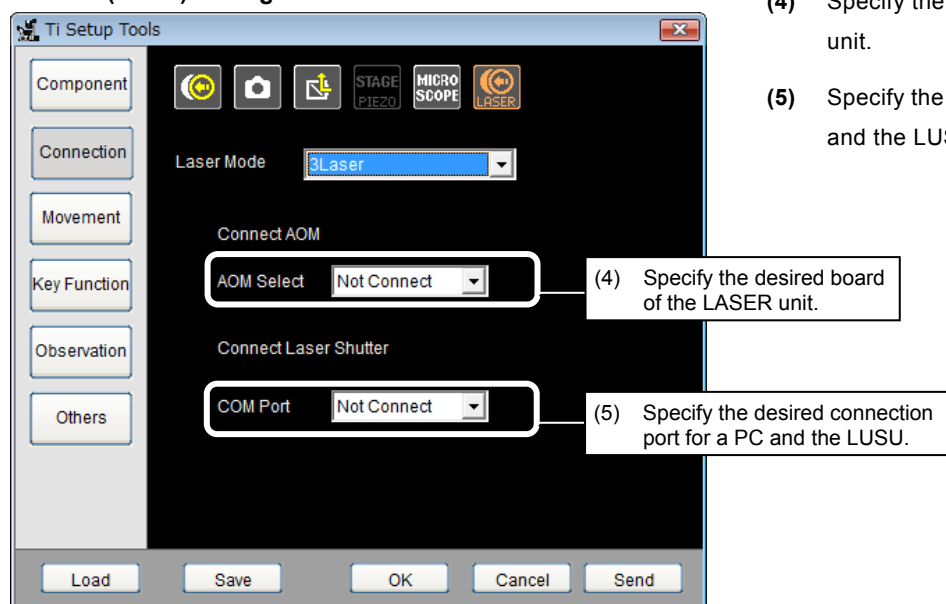 Ti Setup Tools
Component
Connection
Movement
Key Function
Observation
Others
STAGE
PIEZO
MICRO
SCOPE
LASER
Laser Mode 3Laser
Connect AOM
AOM Select Not Connect
Connect Laser Shutter
COM Port Not Connect
Load Save OK Cancel Send
(4) Specify the
unit.
(5) Specify the
and the
(4) Specify the desired board
of the LASER unit.
(5) Specify the desired connection
port for a PC and the LUSU.